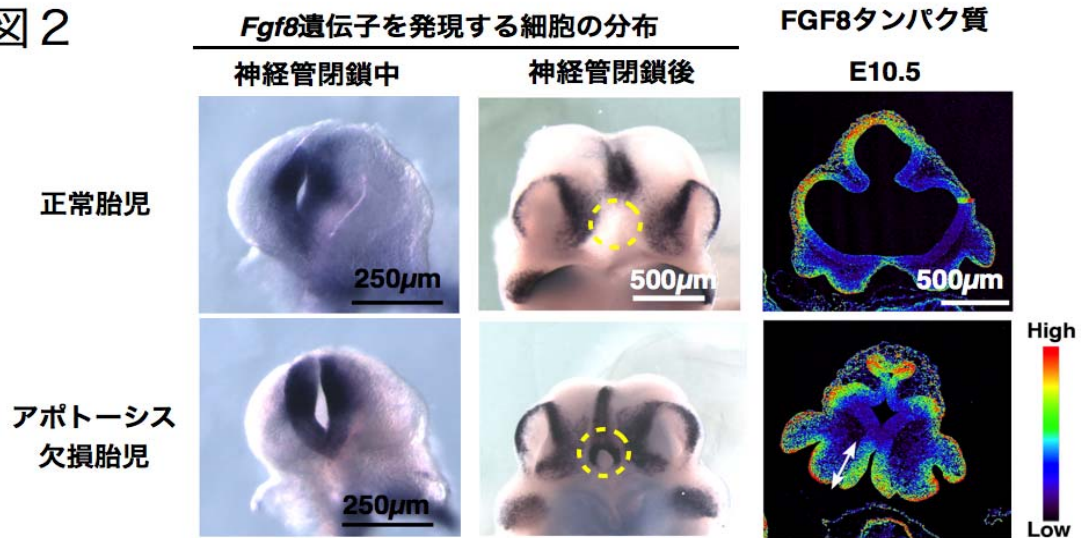 図２
Fgf8遺伝子を発現する細胞の分布
FGF8タンパク質
神経管閉鎖中
神経管閉鎖後
E10.5
正常胎児
250μm
500μm
500μm
アポトーシス
欠損胎児
250μm
High
Low